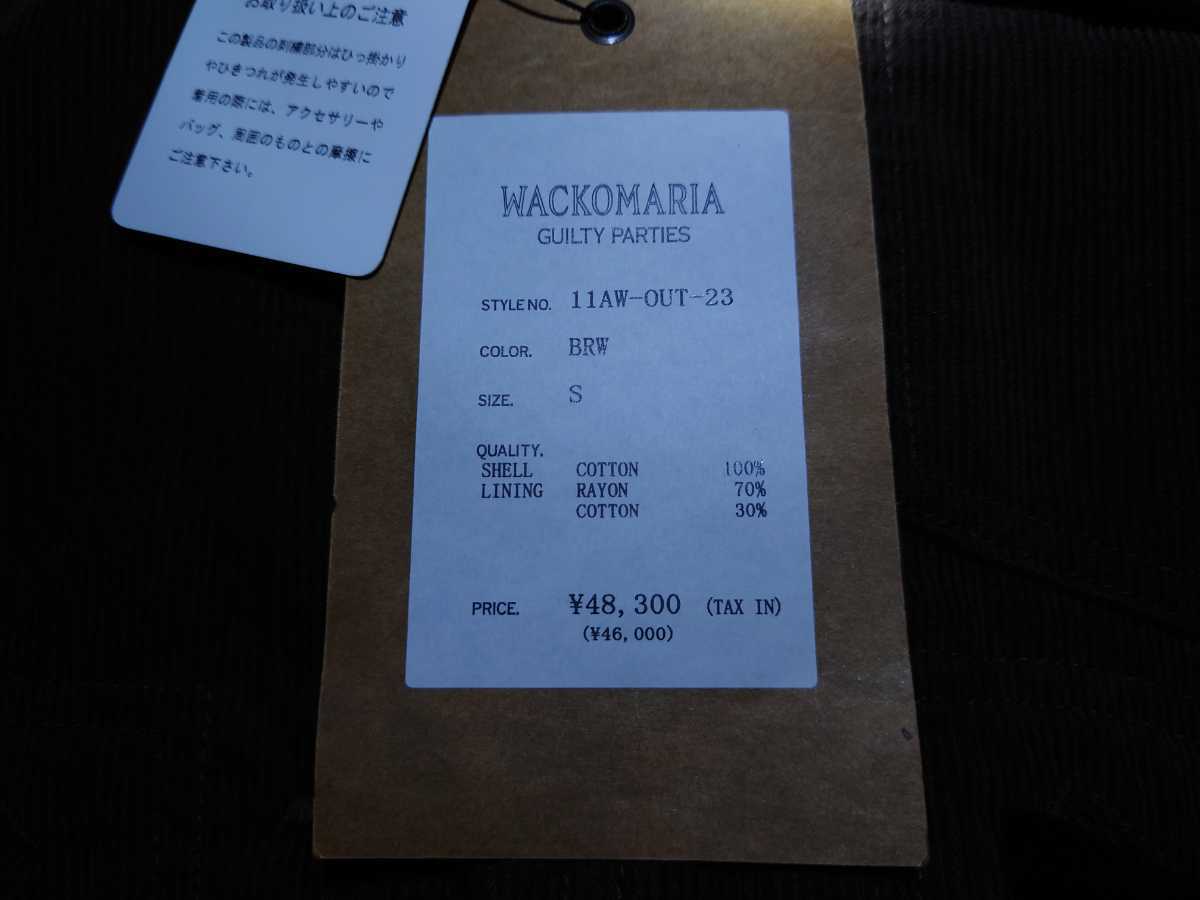 お取り扱い上のご注意
この製品の刺繍部分はひっ掛かり
やひきつれが発生しやすいので
着用の際には、アクセサリーや
バッグ、周囲のものとの摩擦に
ご注意下さい。
WACKOMARIA
GUILTY PARTIES
STYLE NO. 11AW-OUT-23
COLOR. BRW
SIZE. S
QUALITY.
SHELL COTTON 100%
LINING RAYON 70%
COTTON 30%
PRICE. ¥48,300 (TAX IN)
(¥46,000)